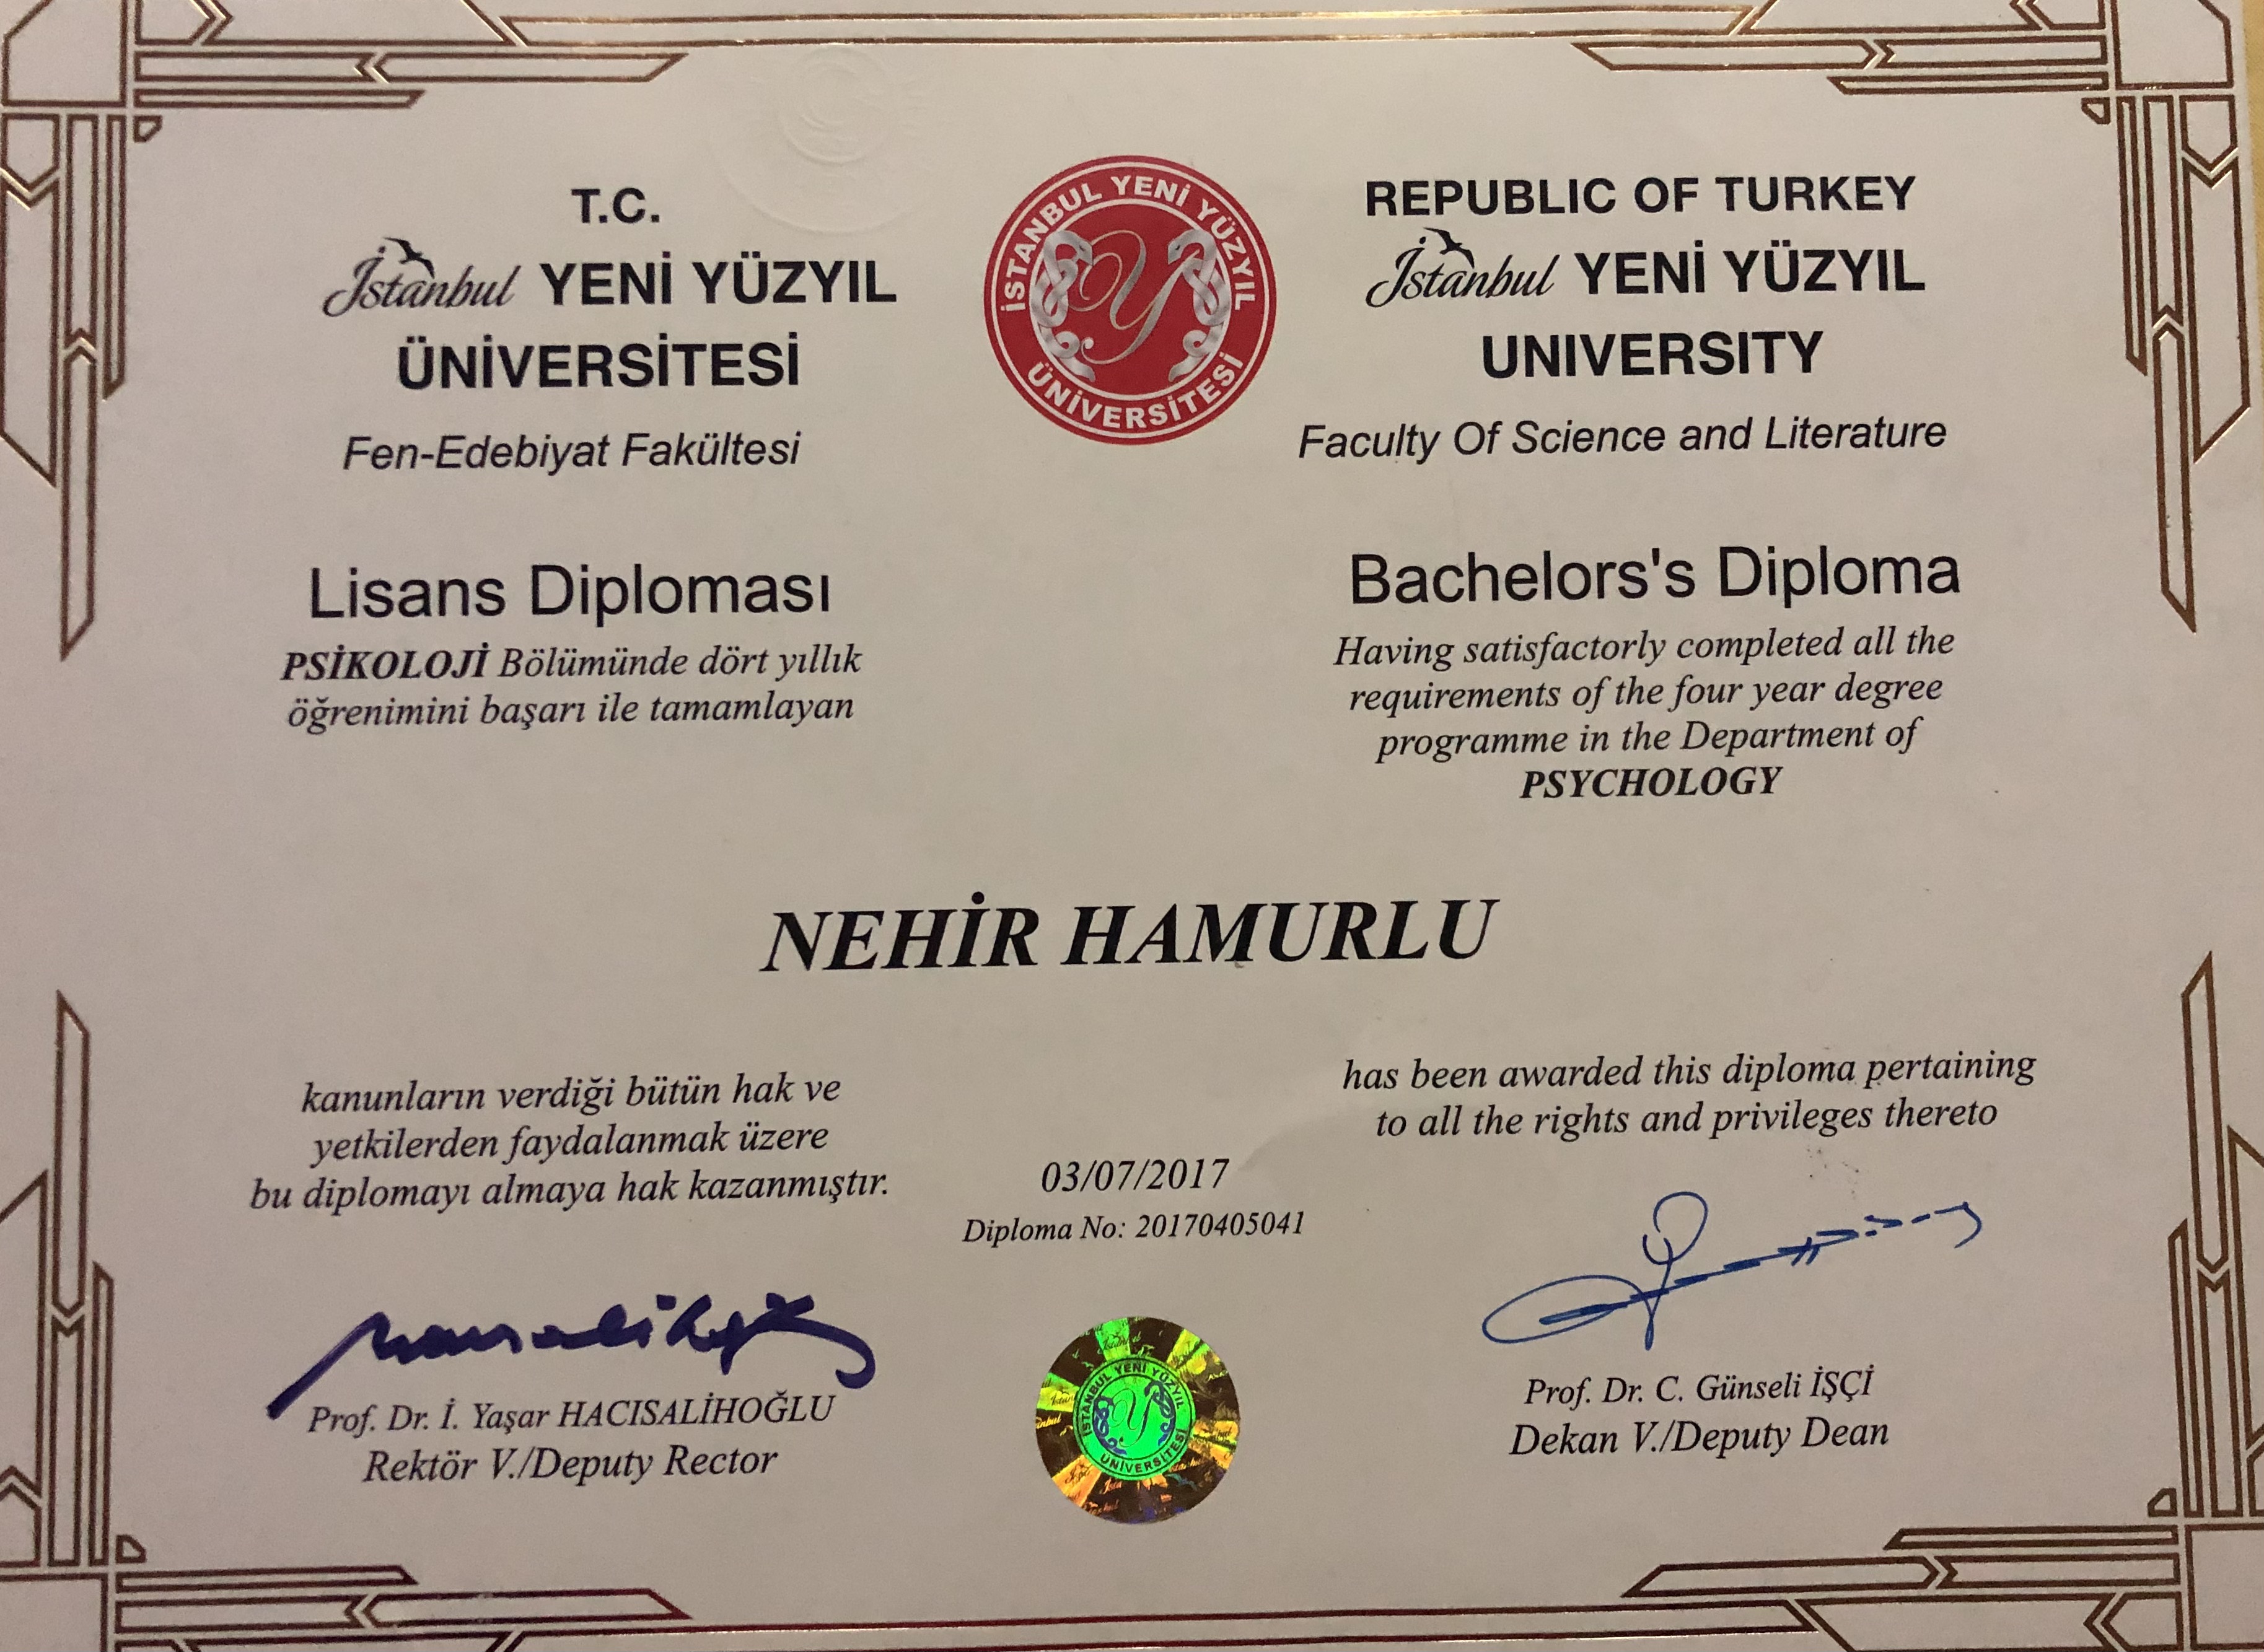 T.C.
İstanbul YENİ YÜZYIL
ÜNİVERSİTESİ
Fen-Edebiyat Fakültesi
Lisans Diploması
PSİKOLOJİ Bölümünde dört yıllık
öğrenimini başarı ile tamamlayan
İSTANBUL YENİ YÜZYIL
ÜNİVERSİTESİ
Y
REPUBLIC OF TURKEY
İstanbul YENİ YÜZYIL
UNIVERSITY
Faculty Of Science and Literature
Bachelors's Diploma
Having satisfactorly completed all the
requirements of the four year degree
programme in the Department of
PSYCHOLOGY
NEHİR HAMURLU
kanunların verdiği bütün hak ve
yetkilerden faydalanmak üzere
bu diplomayı almaya hak kazanmıştır.
has been awarded this diploma pertaining
to all the rights and privileges thereto
03/07/2017
Diploma No: 20170405041
Prof. Dr. İ. Yaşar HACISALİHOĞLU
Rektör V./Deputy Rector
İSTANBUL YENİ YÜZYIL
ÜNİVERSİTESİ
Y
Prof. Dr. C. Günseli İŞÇİ
Dekan V./Deputy Dean